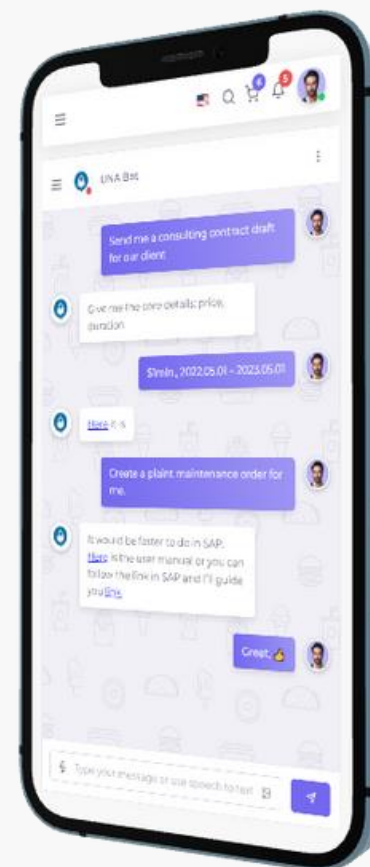 6
5
UNA Bot
Send me a consulting contract draft
for our client
Give me the core details: price,
duration
$1mln., 2022.05.01 – 2023.05.01
Here it is
Create a plaint maintenance order for
me.
It would be faster to do in SAP.
Here is the user manual or you can
follow the link in SAP and I'll guide
you link.
Great, 👍
Type your message or use speech to text